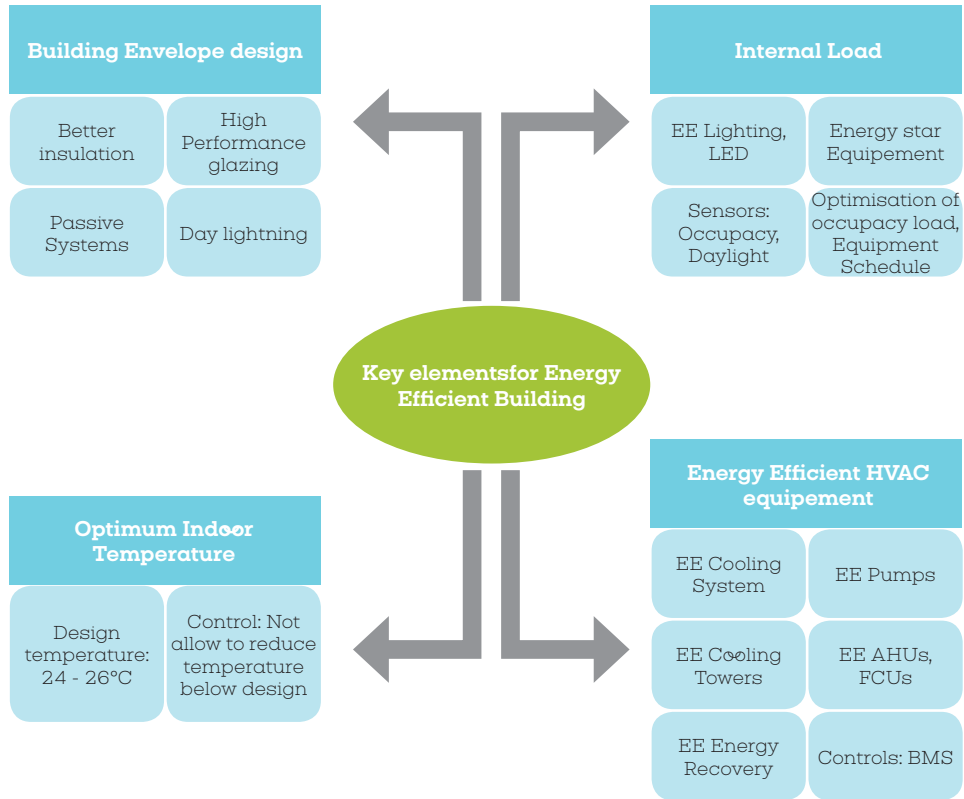 Building Envelope design
Better
insulation
High
Performance
glazing
Passive
Systems
Day lightning
Internal Load
EE Lighting,
LED
Energy star
Equipement
Sensors:
Occupancy,
Daylight
Optimisation of
occupancy load,
Equipment
Schedule
Key elementsfor Energy
Efficient Building
Optimum Indoor
Temperature
Design
temperature:
24 - 26°C
Control: Not
allow to reduce
temperature
below design
Energy Efficient HVAC
equipement
EE Cooling
System
EE Pumps
EE Cooling
Towers
EE AHUs,
FCUs
EE Energy
Recovery
Controls: BMS